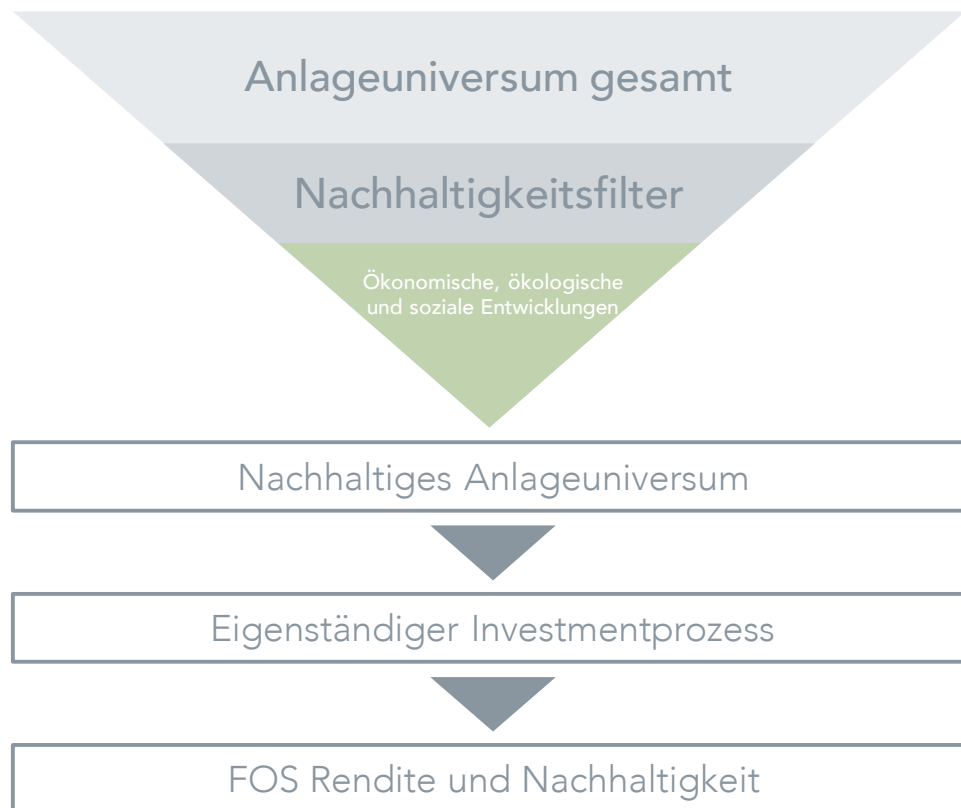 Anlageuniversum gesamt
Nachhaltigkeitsfilter
Ökonomische, ökologische
und soziale Entwicklungen
Nachhaltiges Anlageuniversum
Eigenständiger Investmentprozess
FOS Rendite und Nachhaltigkeit